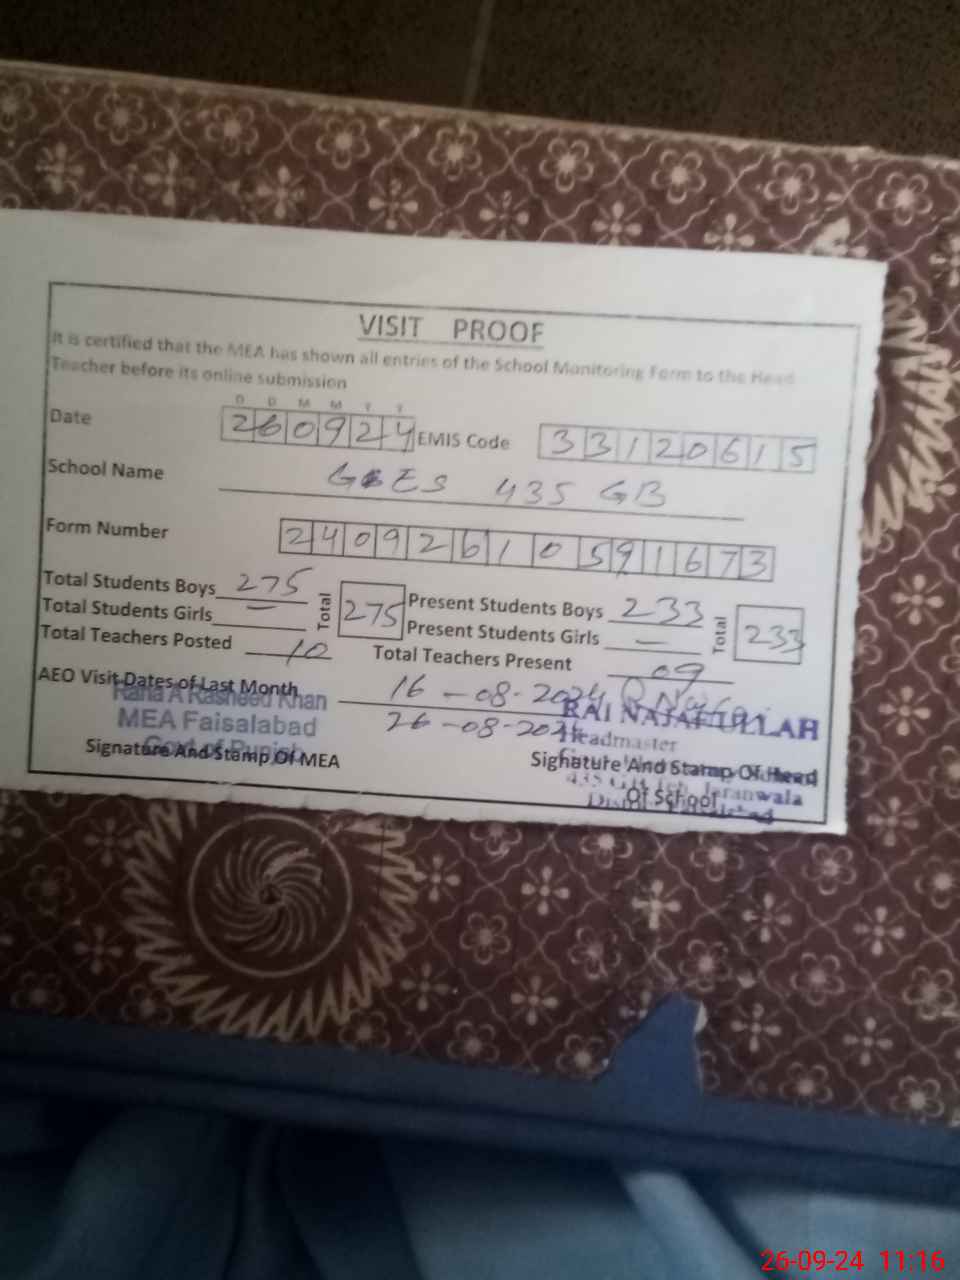 VISIT PROOF
It is certified that the MEA has shown all entries of the School Monitoring Form to the Head
Teacher before its online submission
D D M M Y Y
Date 260924 EMIS Code 33120615
School Name GBES 435 GB
Form Number 24092610591673
Total Students Boys 275 Total 275 Present Students Boys 233 Total 233
Total Students Girls — Present Students Girls —
Total Teachers Posted 10 Total Teachers Present 09
AEO Visit Dates of Last Month 16-08-2024
26-08-2024
Rana A Rasheed Khan
MEA Faisalabad
Signature And Stamp Of MEA
RAI NAJAFULLAH
Headmaster
Signature And Stamp Of Head
Of School
435 Jeranwala
26-09-24 11:16